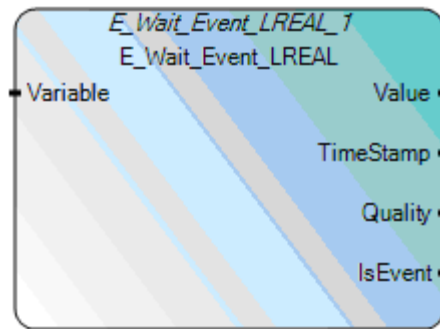 E_Wait_Event_LREAL_1
E_Wait_Event_LREAL
Variable
Value
TimeStamp
Quality
IsEvent